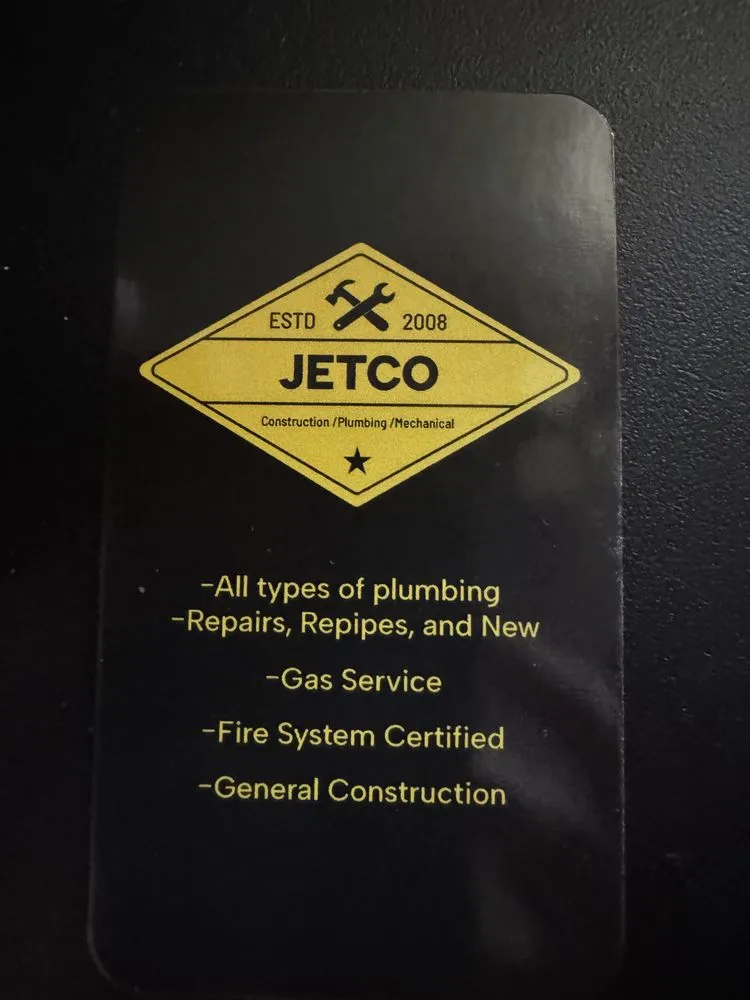 ESTD 2008
JETCO
Construction /Plumbing /Mechanical
-All types of plumbing
-Repairs, Repipes, and New
-Gas Service
-Fire System Certified
-General Construction